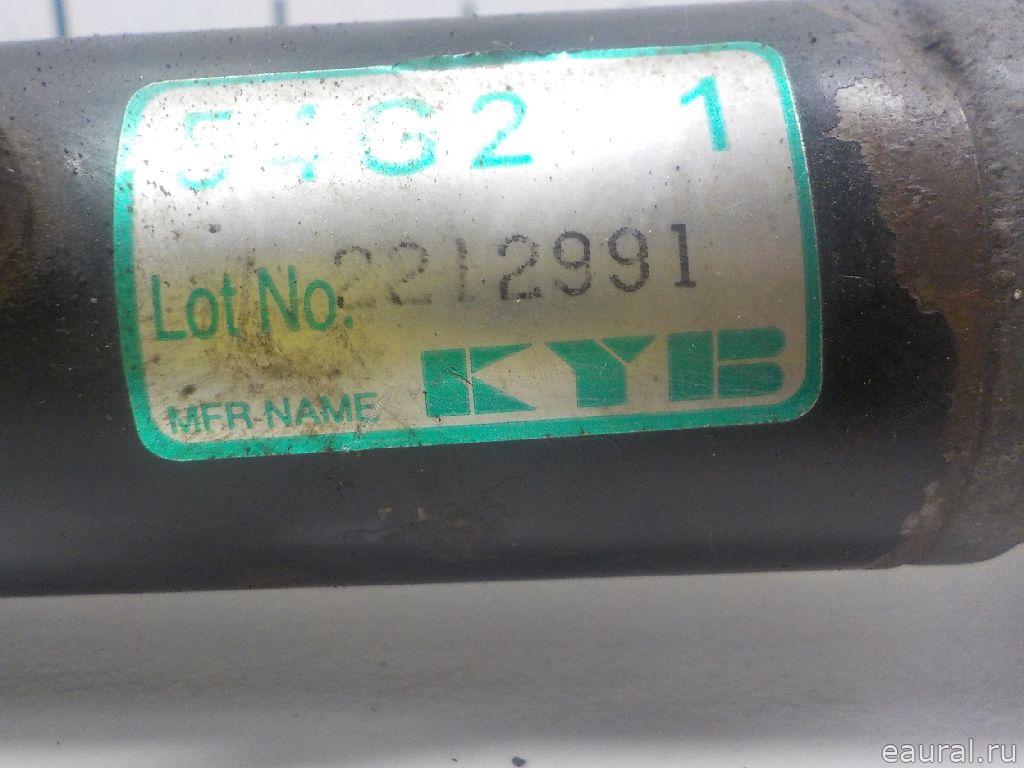 54G2 1
2212991
Lot No.
MFR NAME KYB
eaural.ru